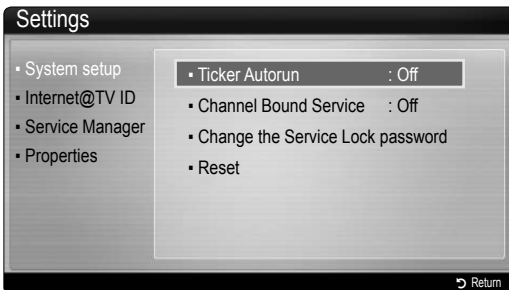 Settings
▪ System setup
▪ Internet@TV ID
▪ Service Manager
▪ Properties
▪ Ticker Autorun : Off
▪ Channel Bound Service : Off
▪ Change the Service Lock password
▪ Reset
Return